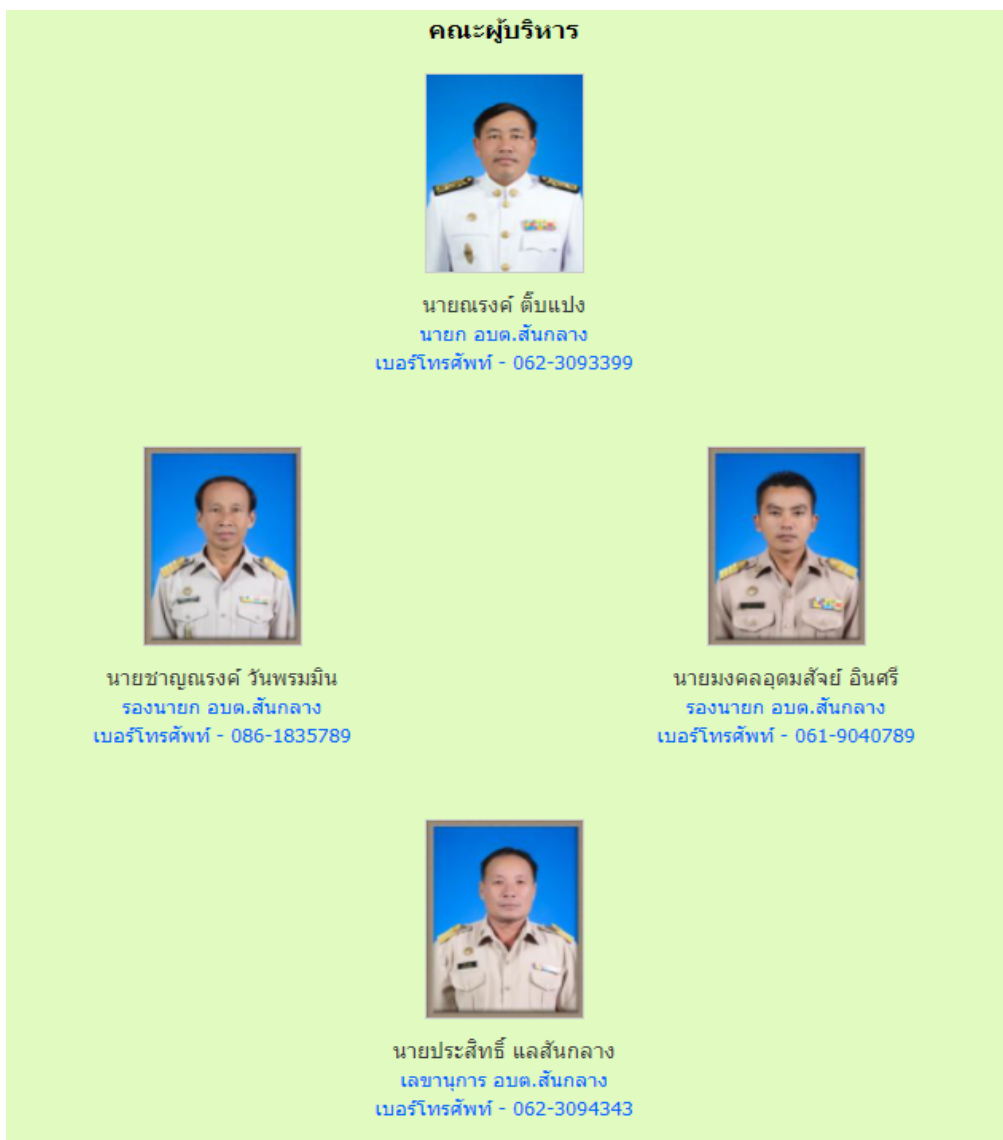 คณะผู้บริหาร
นายณรงค์ ติ๊บแปง
นายก อบต.สันกลาง
เบอร์โทรศัพท์ - 062-3093399
นายชาญณรงค์ วันพรมมิน
รองนายก อบต.สันกลาง
เบอร์โทรศัพท์ - 086-1835789
นายมงคลอุดมสัจย์ อินศรี
รองนายก อบต.สันกลาง
เบอร์โทรศัพท์ - 061-9040789
นายประสิทธิ์ แลสันกลาง
เลขานุการ อบต.สันกลาง
เบอร์โทรศัพท์ - 062-3094343